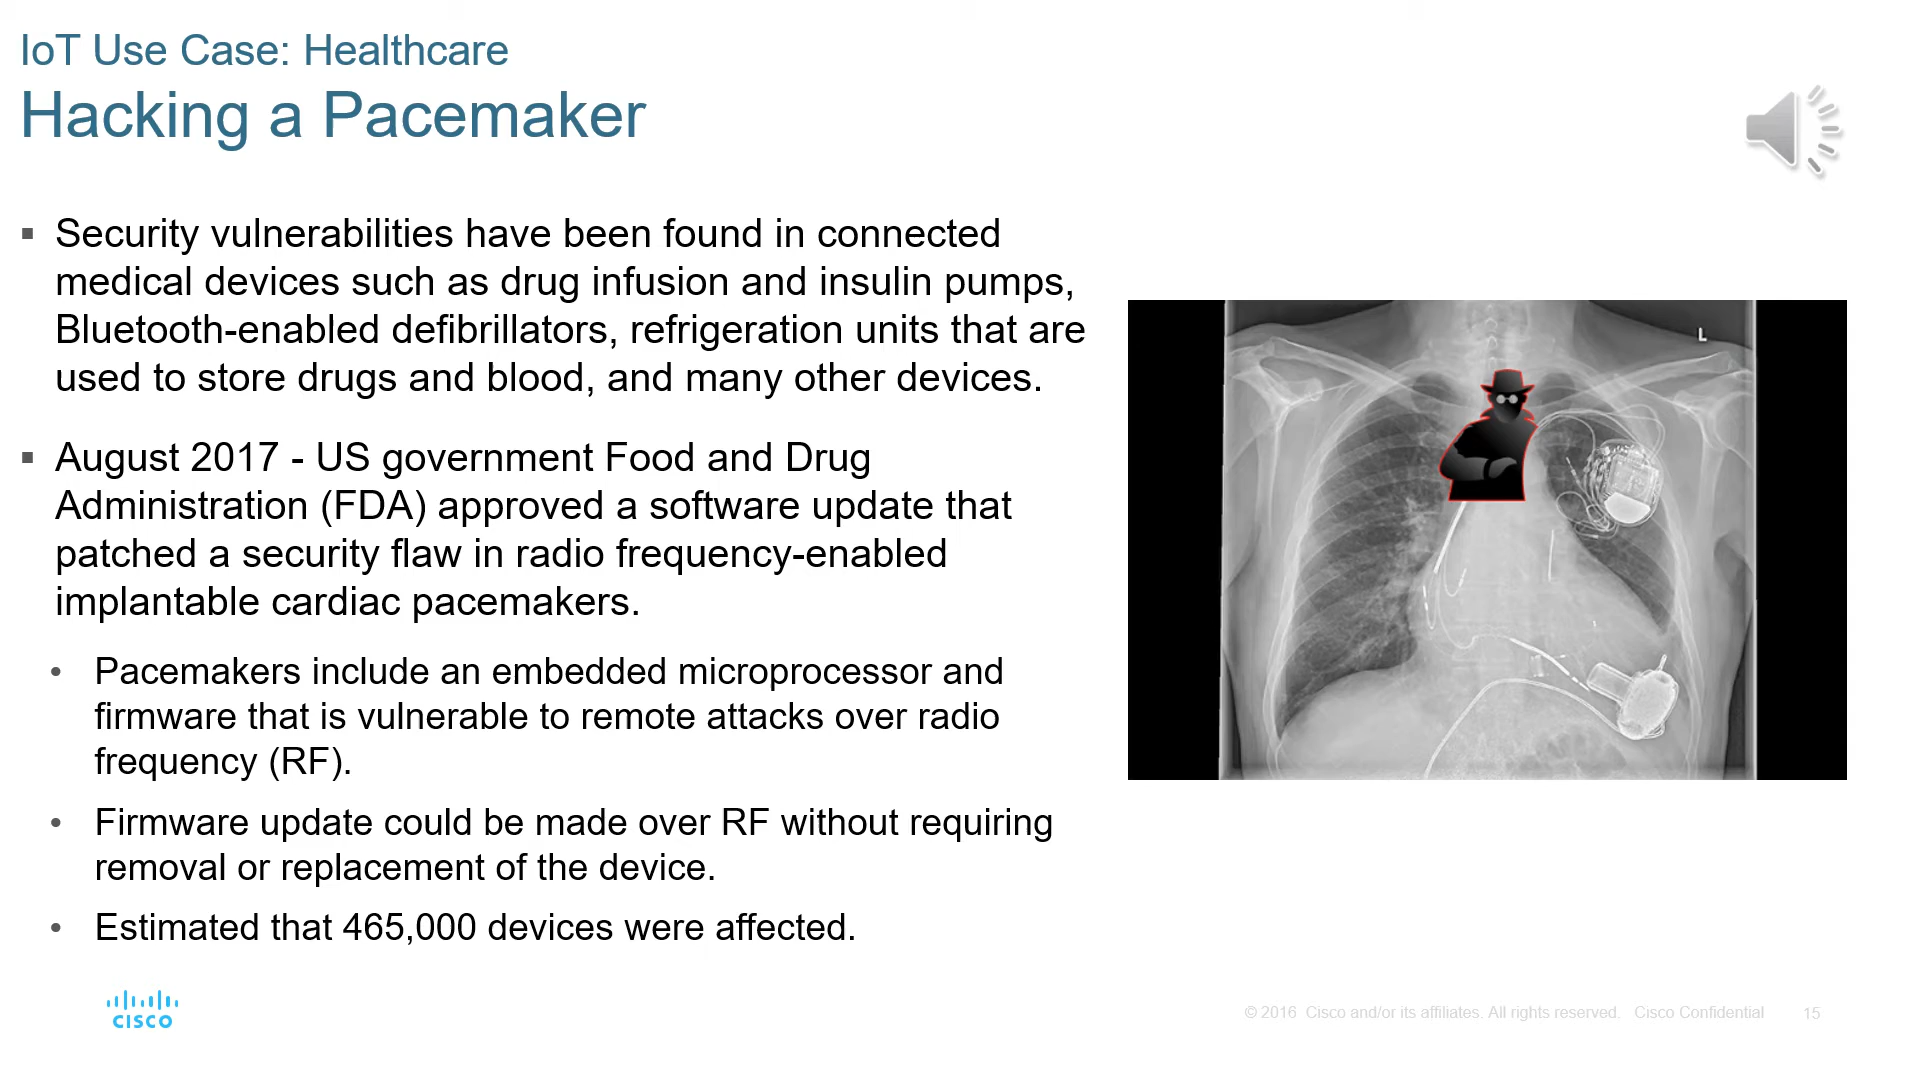 IoT Use Case: Healthcare
Hacking a Pacemaker
▪ Security vulnerabilities have been found in connected
medical devices such as drug infusion and insulin pumps,
Bluetooth-enabled defibrillators, refrigeration units that are
used to store drugs and blood, and many other devices.
▪ August 2017 - US government Food and Drug
Administration (FDA) approved a software update that
patched a security flaw in radio frequency-enabled
implantable cardiac pacemakers.
• Pacemakers include an embedded microprocessor and
firmware that is vulnerable to remote attacks over radio
frequency (RF).
• Firmware update could be made over RF without requiring
removal or replacement of the device.
• Estimated that 465,000 devices were affected.
L
CISCO
© 2016 Cisco and/or its affiliates. All rights reserved. Cisco Confidential 15